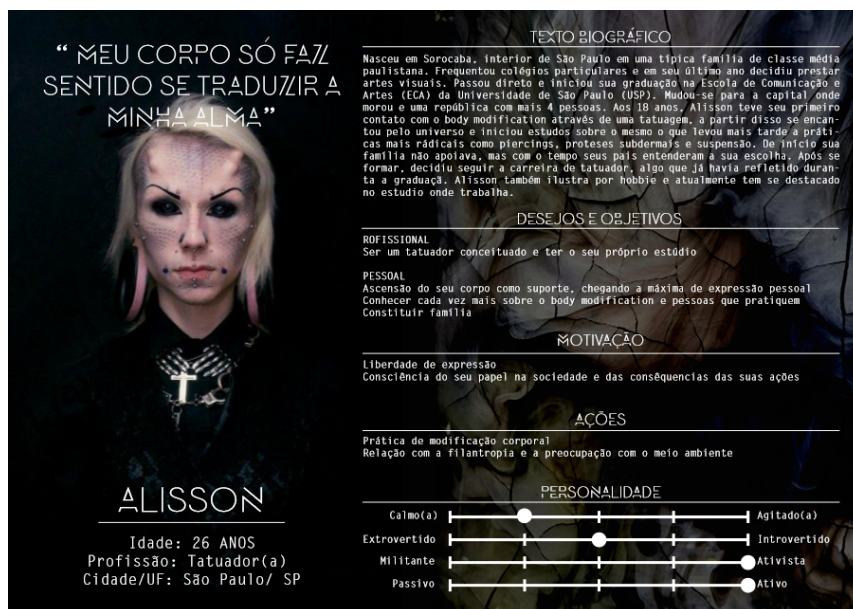 “ MEU CORPO SÓ FAZ
SENTIDO SE TRADUZIR A
MINHA ALMA”
ALISSON
Idade: 26 ANOS
Profissão: Tatuador(a)
Cidade/UF: São Paulo/ SP
TEXTO BIOGRÁFICO
Nasceu em Sorocaba, interior de São Paulo em uma típica família de classe média
paulistana. Frequentou colégios particulares e em seu último ano decidiu prestar
artes visuais. Passou direto e iniciou sua graduação na Escola de Comunicação e
Artes (ECA) da Universidade de São Paulo (USP). Mudou-se para a capital, onde
morou e uma república com mais 4 pessoas. Aos 18 anos, Alisson teve seu primeiro
contato com o body modification através de uma tatuagem, a partir disso se encan-
tou pelo universo e iniciou estudos sobre o mesmo o que levou mais tarde a práti-
cas mais rádicais como piercings, proteses subdermais e suspensão. De início sua
família não apoiava, mas com o tempo seus pais entenderam a sua escolha. Após se
formar, decidiu seguir a carreira de tatuador, algo que já havia refletido duran-
ta a graduaçã. Alisson também ilustra por hobbie e atualmente tem se destacado
no estudio onde trabalha.
DESEJOS E OBJETIVOS
ROFISSIONAL
Ser um tatuador conceituado e ter o seu próprio estúdio
PESSOAL
Ascensão do seu corpo como suporte, chegando a máxima de expressão pessoal
Conhecer cada vez mais sobre o body modification e pessoas que pratiquem
Constituir família
MOTIVAÇÃO
Liberdade de expressão
Consciência do seu papel na sociedade e das consêquencias das suas ações
AÇÕES
Prática de modificação corporal
Relação com a filantropia e a preocupação com o meio ambiente
PERSONALIDADE
Calmo(a) Agitado(a)
Extrovertido Introvertido
Militante Ativista
Passivo Ativo